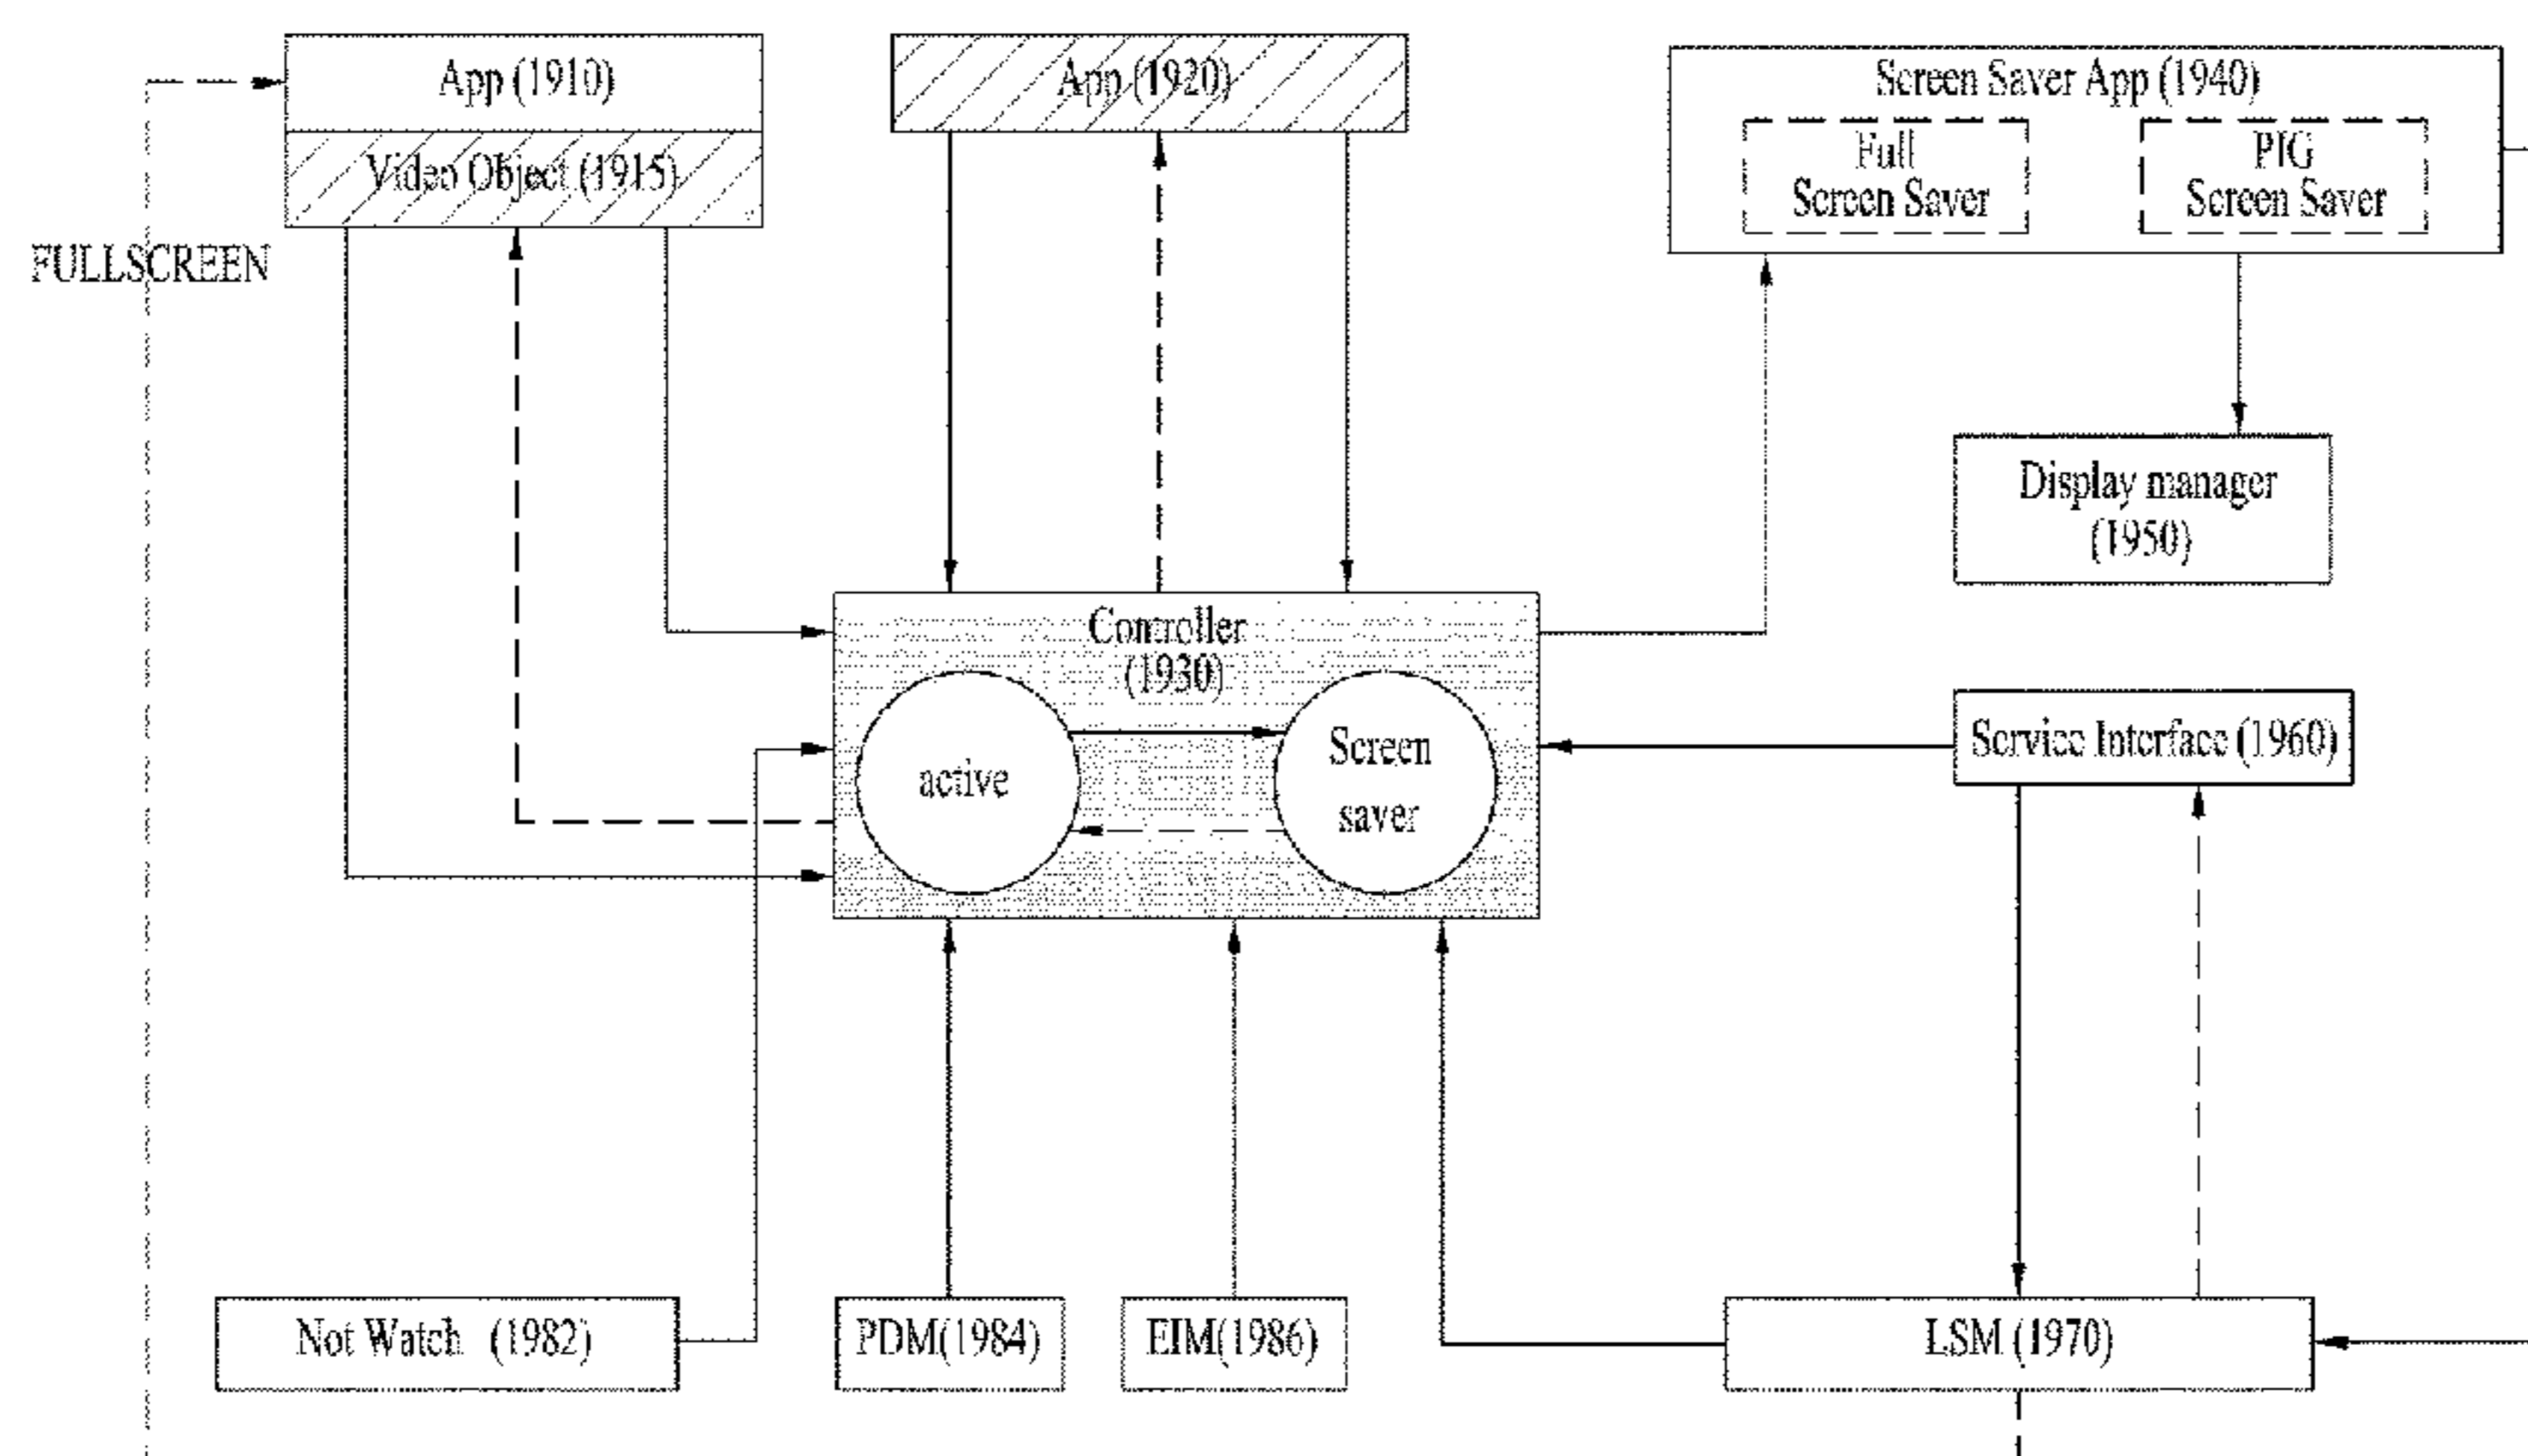 App (1910)
Video Object (1915)
FULLSCREEN
App (1920)
Screen Saver App (1940)
Full
Screen Saver
PIG
Screen Saver
Display manager
(1950)
Controller
(1930)
active
Screen
saver
Service Interface (1960)
Not Watch (1982)
PDM(1984)
EIM(1986)
LSM (1970)